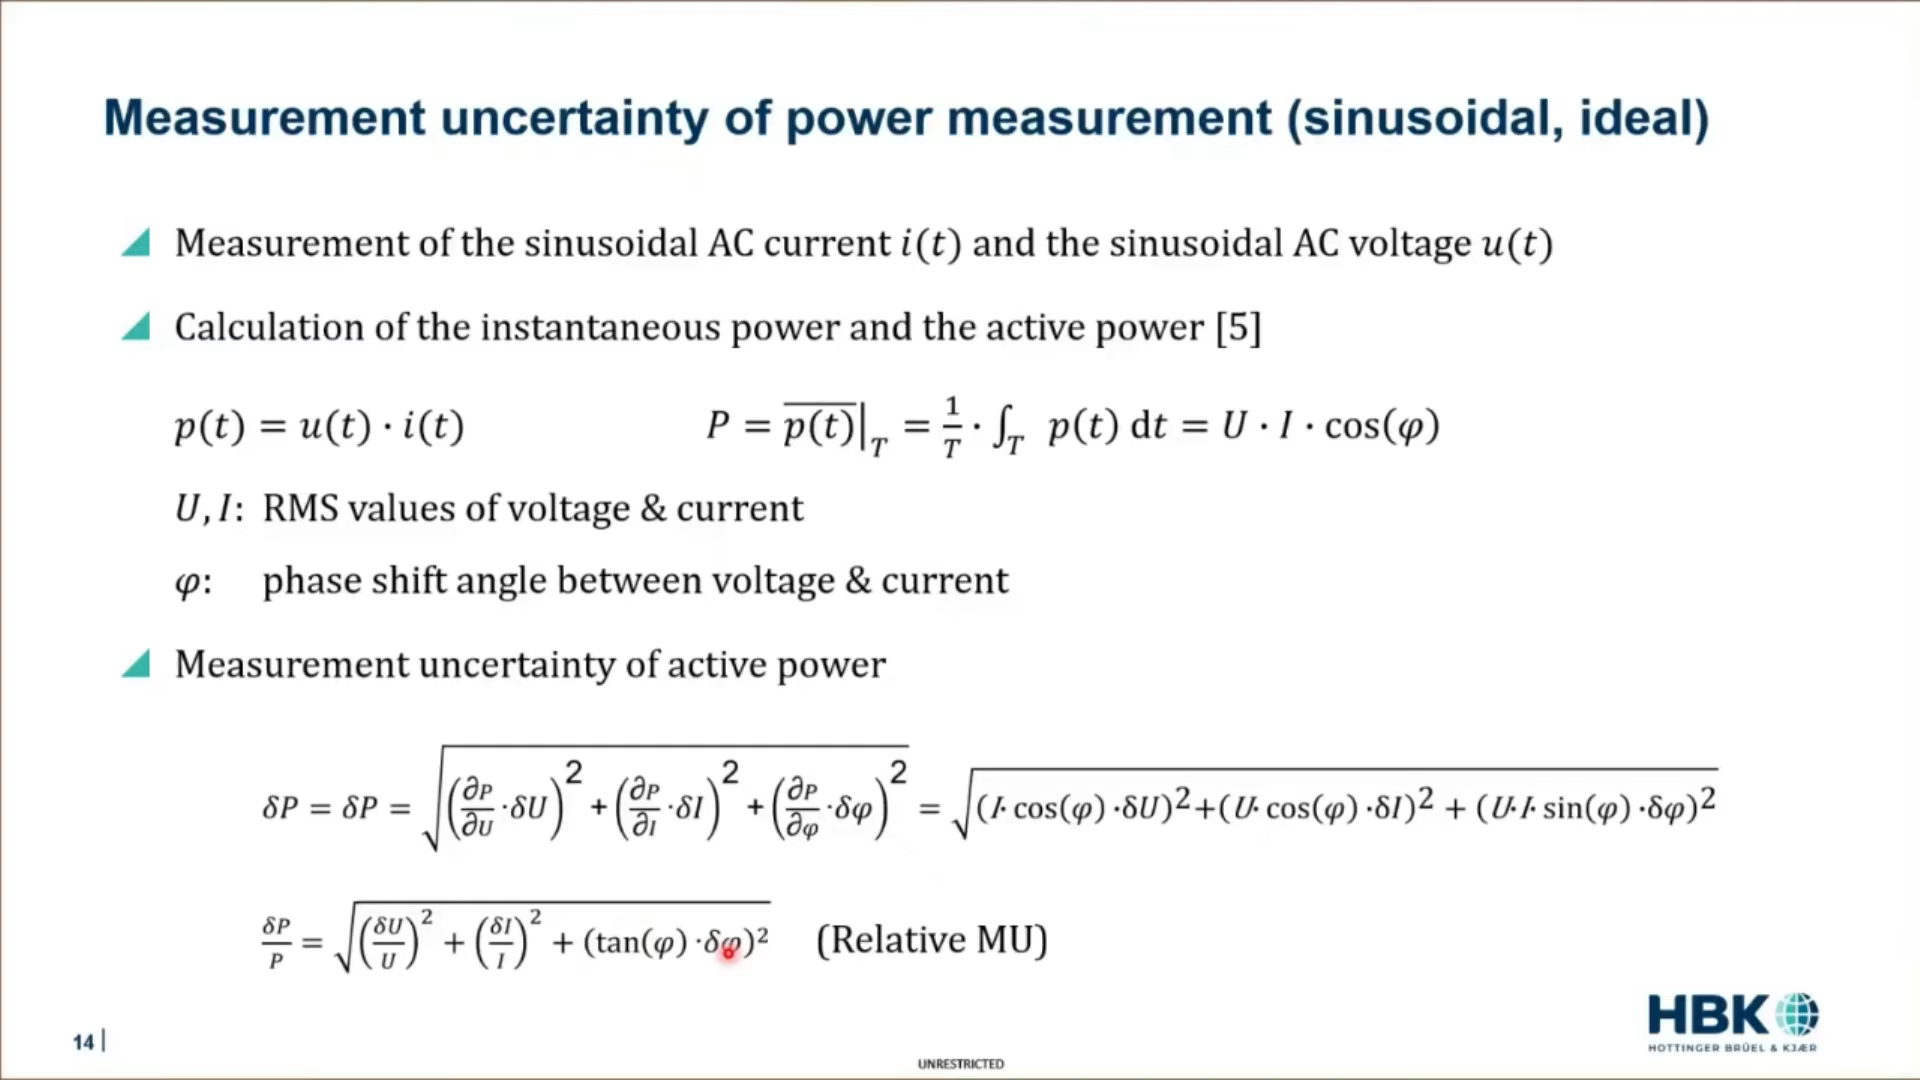 Measurement uncertainty of power measurement (sinusoidal, ideal)
Measurement of the sinusoidal AC current i(t) and the sinusoidal AC voltage u(t)
Calculation of the instantaneous power and the active power [5]
p(t) = u(t) · i(t)    P = \overline{p(t)}|_T = \frac{1}{T} · ∫_T p(t) dt = U · I · cos(φ)
U, I: RMS values of voltage & current
φ: phase shift angle between voltage & current
Measurement uncertainty of active power
δP = δP = √((∂P/∂U ·δU)² + (∂P/∂I ·δI)² + (∂P/∂φ ·δφ)²) = √((I· cos(φ) ·δU)²+(U· cos(φ) ·δI)² + (U·I· sin(φ) ·δφ)²)
δP/P = √((δU/U)² + (δI/I)² + (tan(φ) ·δφ)²)    (Relative MU)
HBK
HOTTINGER BRÜEL & KJÆR
14 |
UNRESTRICTED